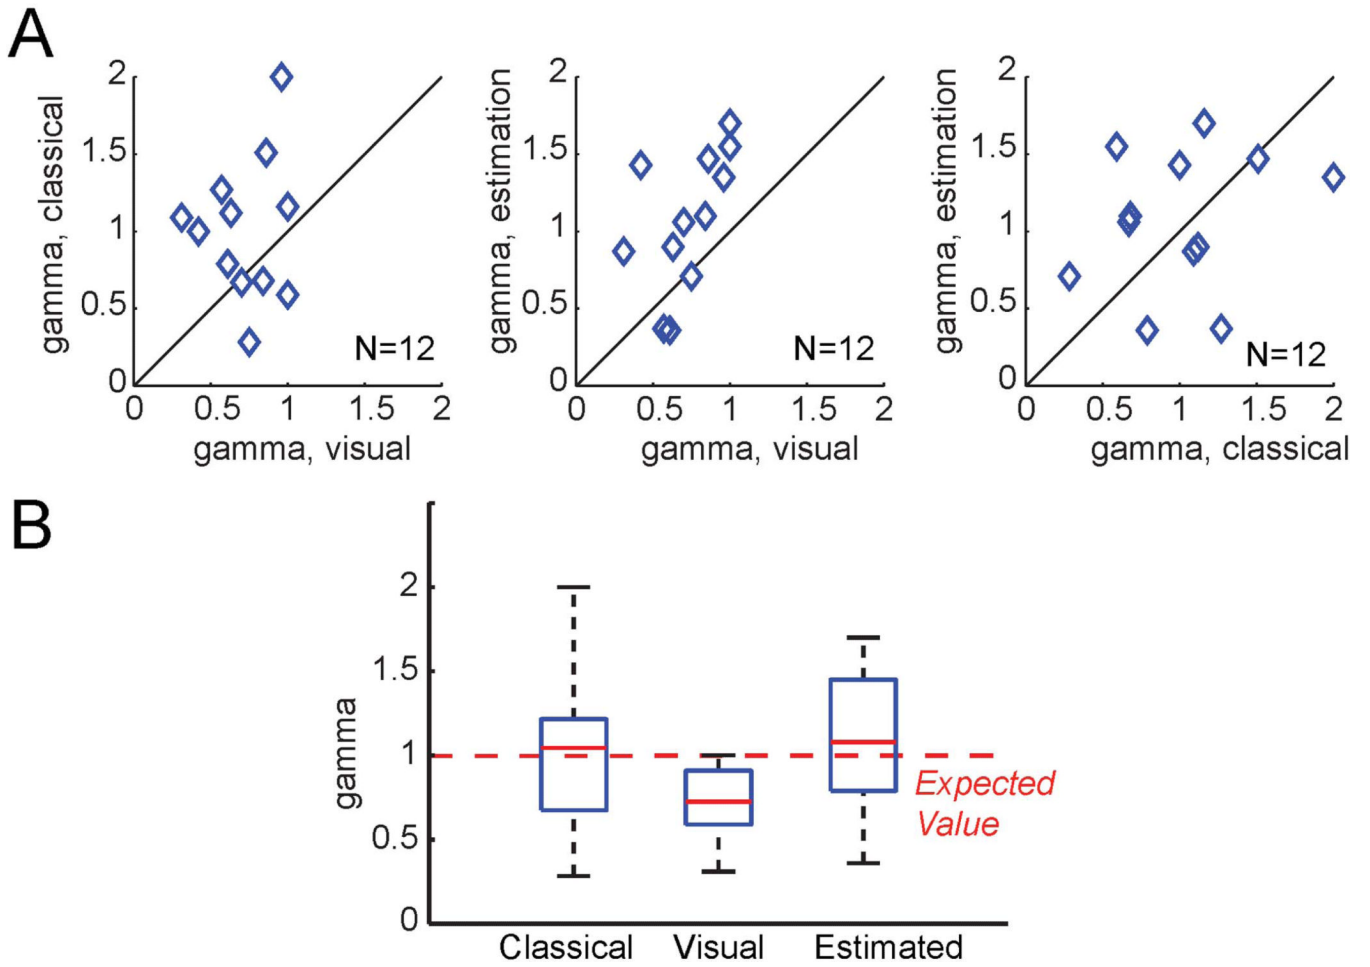 A
2
1.5
1
0.5
0
gamma, classical
N=12
0 0.5 1 1.5 2
gamma, visual
2
1.5
1
0.5
0
gamma, estimation
N=12
0 0.5 1 1.5 2
gamma, visual
2
1.5
1
0.5
0
gamma, estimation
N=12
0 0.5 1 1.5 2
gamma, classical
B
2
1.5
1
0.5
0
gamma
Expected
Value
Classical Visual Estimated